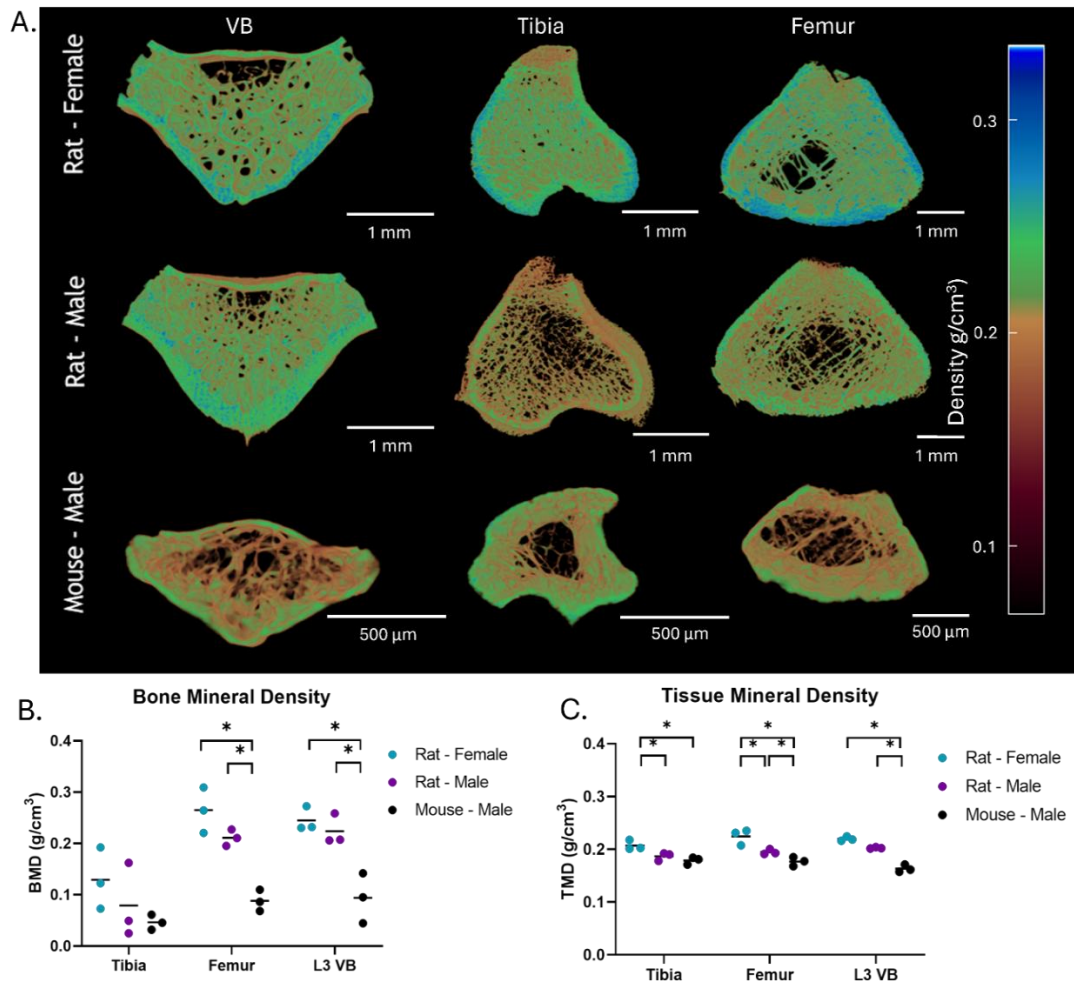 A.
VB Tibia Femur
Rat - Female
1 mm 1 mm 1 mm
Rat - Male
1 mm 1 mm 1 mm
Mouse - Male
500 µm 500 µm 500 µm
0.3
0.2
0.1
Density g/cm³
B.
Bone Mineral Density
BMD (g/cm³)
0.4
0.3
0.2
0.1
0.0
* * * *
Tibia Femur L3 VB
Rat - Female
Rat - Male
Mouse - Male
C.
Tissue Mineral Density
TMD (g/cm³)
0.4
0.3
0.2
0.1
0.0
* * *
* * * *
Tibia Femur L3 VB
Rat - Female
Rat - Male
Mouse - Male